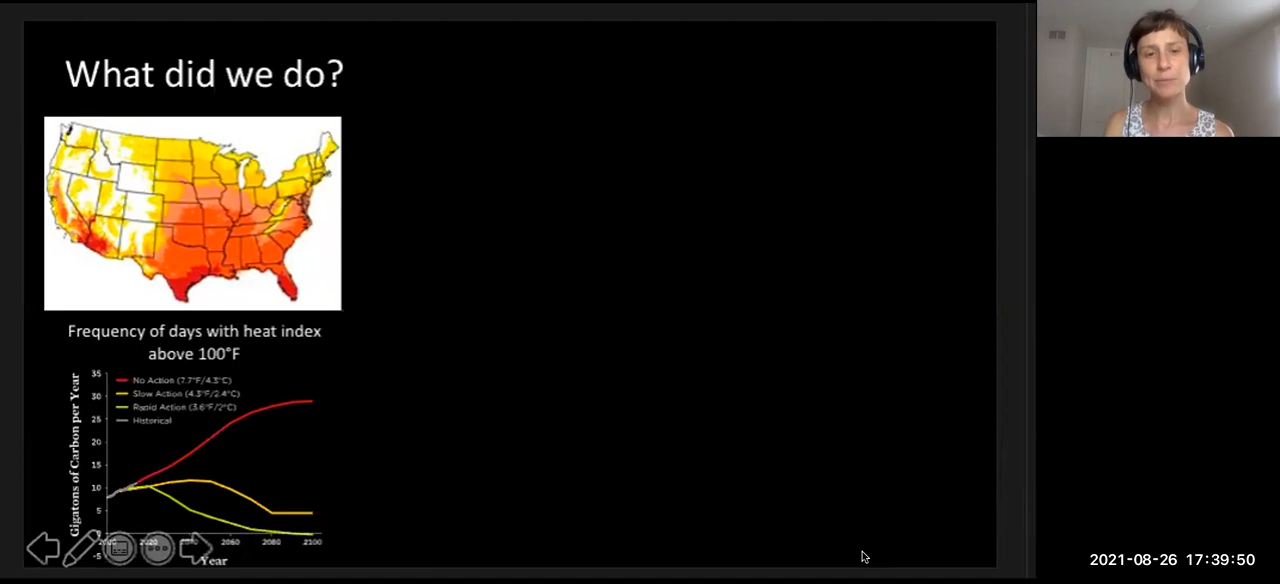 What did we do?
Frequency of days with heat index
above 100°F
Gigatons of Carbon per Year
35
30
25
20
15
10
5
-5
No Action (7.7°F/4.3°C)
Slow Action (4.3°F/2.4°C)
Rapid Action (3.6°F/2°C)
Historical
2020
2060
2080
2100
Year
2021-08-26 17:39:50